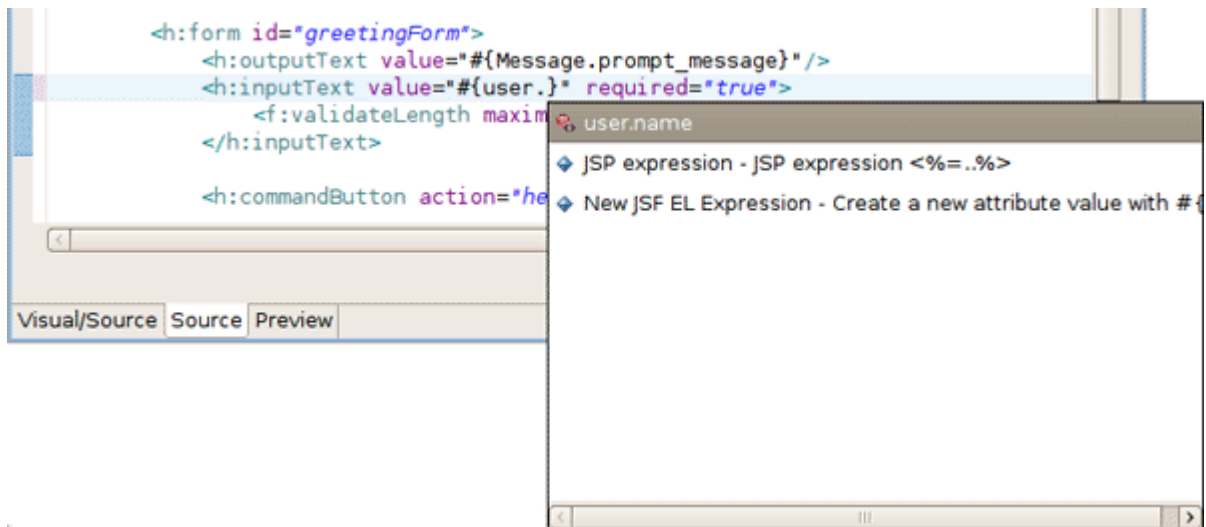 <h:form id="greetingForm">
<h:outputText value="#{Message.prompt_message}"/>
<h:inputText value="#{user.}" required="true">
<f:validateLength maxim
</h:inputText>
<h:commandButton action="he
user.name
JSP expression - JSP expression <%=..%>
New JSF EL Expression - Create a new attribute value with #{
Visual/Source Source Preview